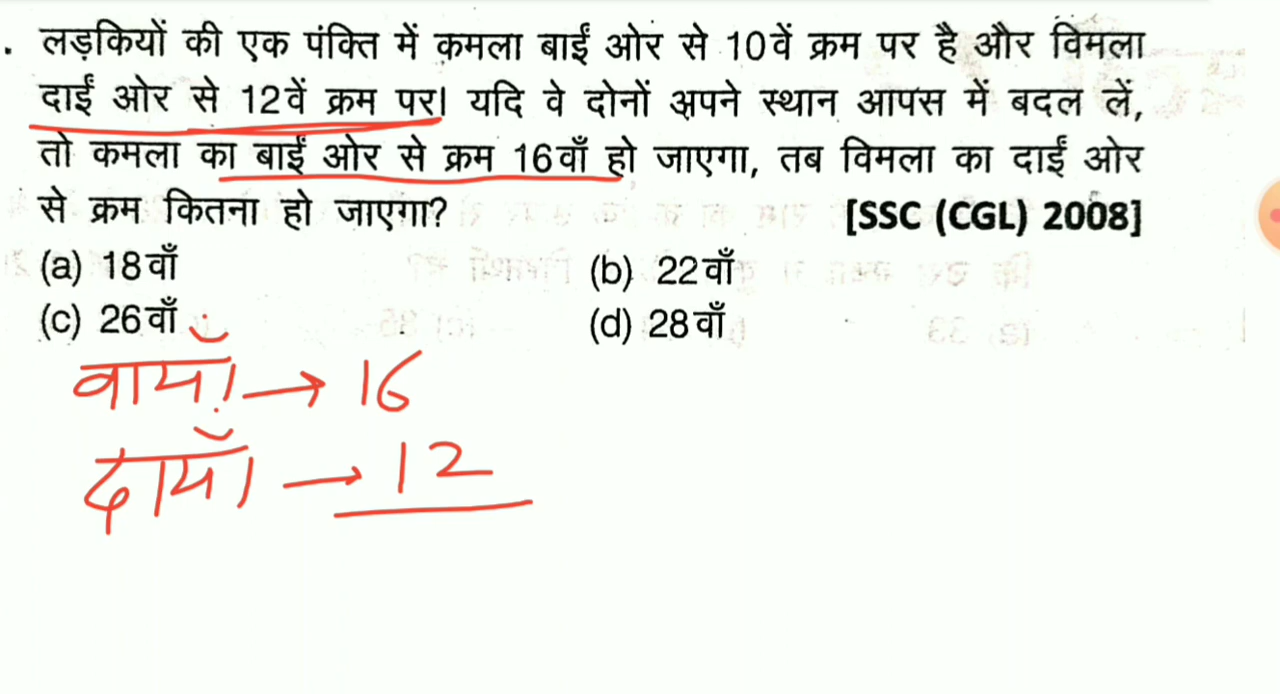 . लड़कियों की एक पंक्ति में कमला बाईं ओर से 10वें क्रम पर है और विमला
दाईं ओर से 12वें क्रम पर। यदि वे दोनों अपने स्थान आपस में बदल लें,
तो कमला का बाईं ओर से क्रम 16वाँ हो जाएगा, तब विमला का दाईं ओर
से क्रम कितना हो जाएगा? [SSC (CGL) 2008]
(a) 18वाँ (b) 22वाँ
(c) 26वाँ (d) 28वाँ
वायाँ → 16
दायाँ → 12